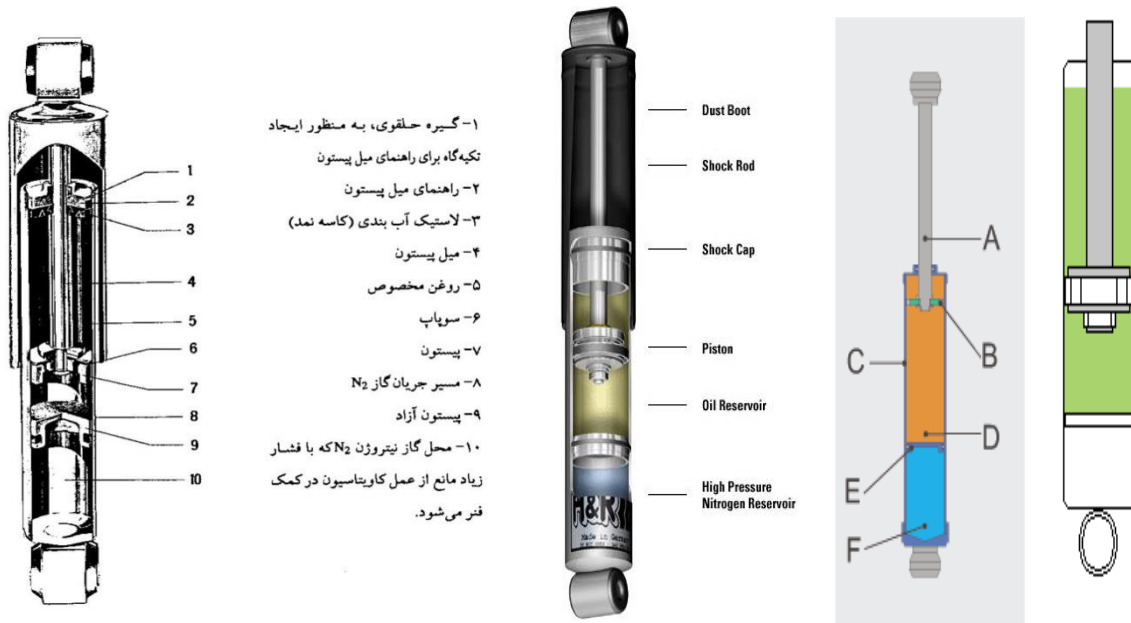 1
2
3
4
5
6
7
8
9
10
۱- گیره حلقوی، به منظور ایجاد
تکیه‌گاه برای راهنمای میل پیستون
۲- راهنمای میل پیستون
۳- لاستیک آب بندی (کاسه نمد)
۴- میل پیستون
۵- روغن مخصوص
۶- سوپاپ
۷- پیستون
۸- مسیر جریان گاز N2
۹- پیستون آزاد
۱۰- محل گاز نیتروژن N2 که با فشار
زیاد مانع از عمل کاویتاسیون در کمک
فنر می‌شود.
Dust Boot
Shock Rod
Shock Cap
Piston
Oil Reservoir
High Pressure
Nitrogen Reservoir
H&R
Made in Germany
A
B
C
D
E
F